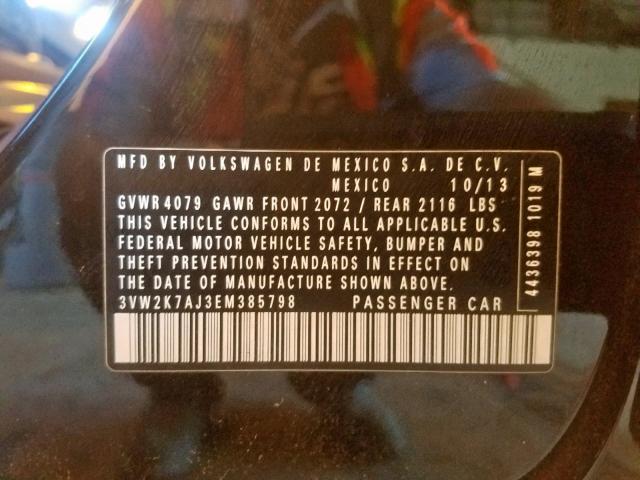 MFD BY VOLKSWAGEN DE MEXICO S.A. DE C.V.
MEXICO 10/13
GVWR 4079 GAWR FRONT 2072 / REAR 2116 LBS
THIS VEHICLE CONFORMS TO ALL APPLICABLE U.S.
FEDERAL MOTOR VEHICLE SAFETY, BUMPER AND
THEFT PREVENTION STANDARDS IN EFFECT ON
THE DATE OF MANUFACTURE SHOWN ABOVE.
3VW2K7AJ3EM385798 PASSENGER CAR
4436398 1019 M